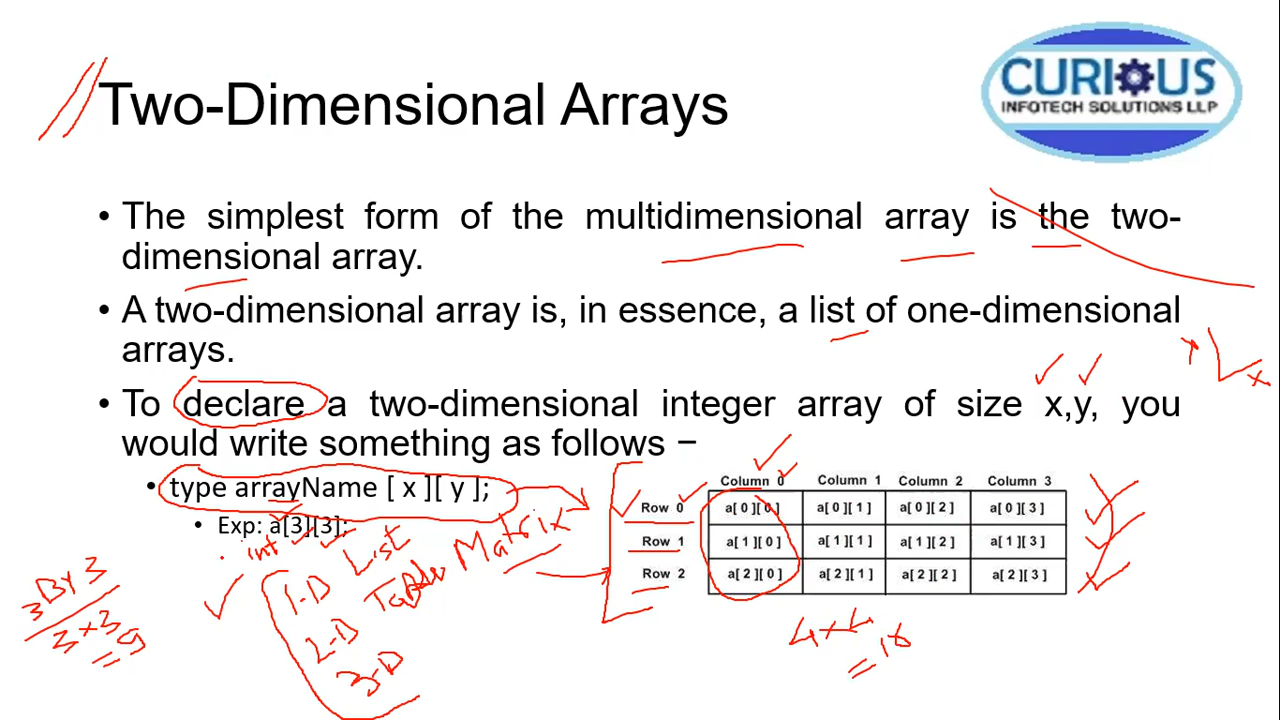 Two-Dimensional Arrays
CURIOUS
INFOTECH SOLUTIONS LLP
• The simplest form of the multidimensional array is the two-
dimensional array.
• A two-dimensional array is, in essence, a list of one-dimensional
arrays.
• To declare a two-dimensional integer array of size x,y, you
would write something as follows −
• type arrayName [ x ][ y ];
• Exp: a[3][3];
int
3 By 3
3 x 3
= 9
1-D List
2-D Table Matrix
3-D
Column 0 Column 1 Column 2 Column 3
Row 0 a[ 0 ][ 0 ] a[ 0 ][ 1 ] a[ 0 ][ 2 ] a[ 0 ][ 3 ]
Row 1 a[ 1 ][ 0 ] a[ 1 ][ 1 ] a[ 1 ][ 2 ] a[ 1 ][ 3 ]
Row 2 a[ 2 ][ 0 ] a[ 2 ][ 1 ] a[ 2 ][ 2 ] a[ 2 ][ 3 ]
4 x 4
= 16